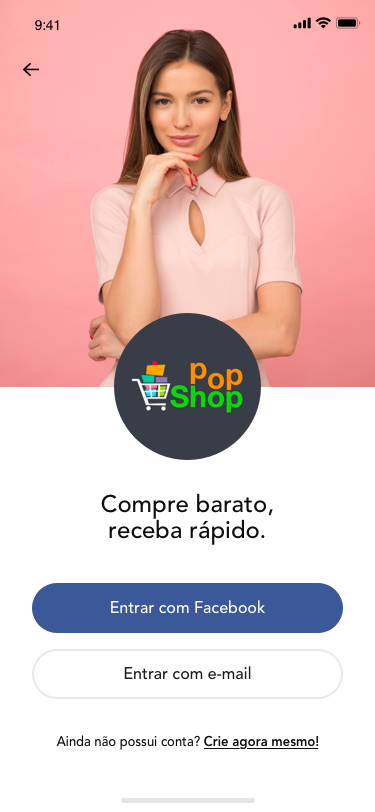 9:41
pop
Shop
Compre barato,
receba rápido.
Entrar com Facebook
Entrar com e-mail
Ainda não possui conta? Crie agora mesmo!